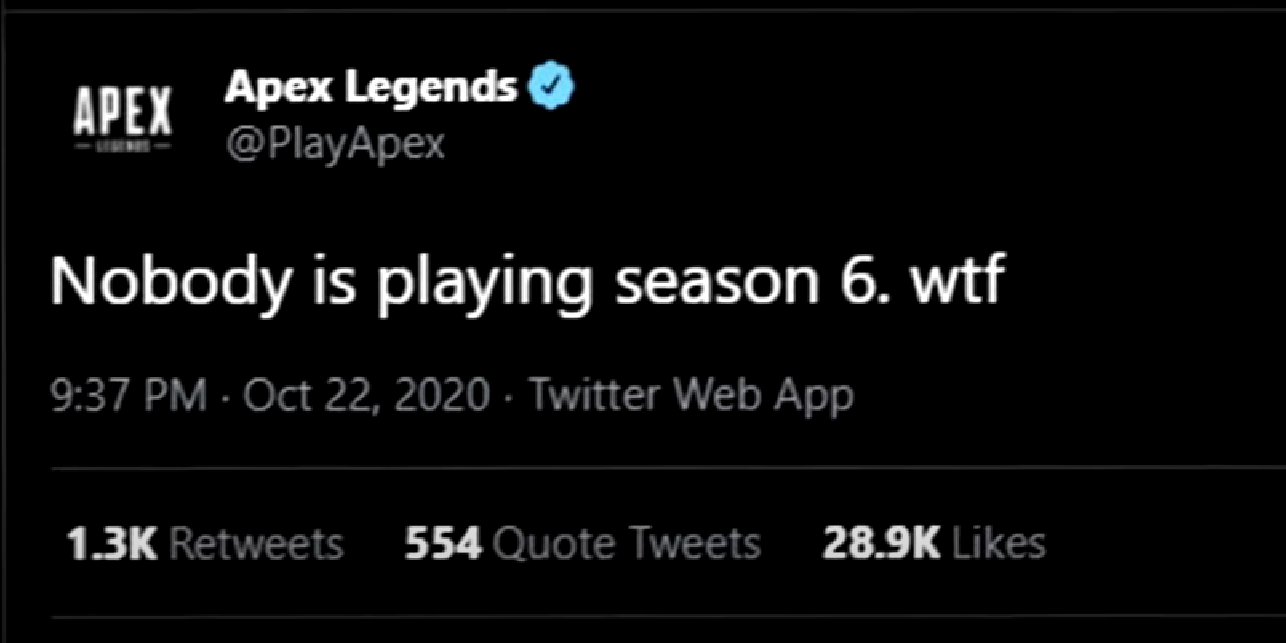 APEX
LEGENDS
Apex Legends
@PlayApex
Nobody is playing season 6. wtf
9:37 PM · Oct 22, 2020 · Twitter Web App
1.3K Retweets 554 Quote Tweets 28.9K Likes